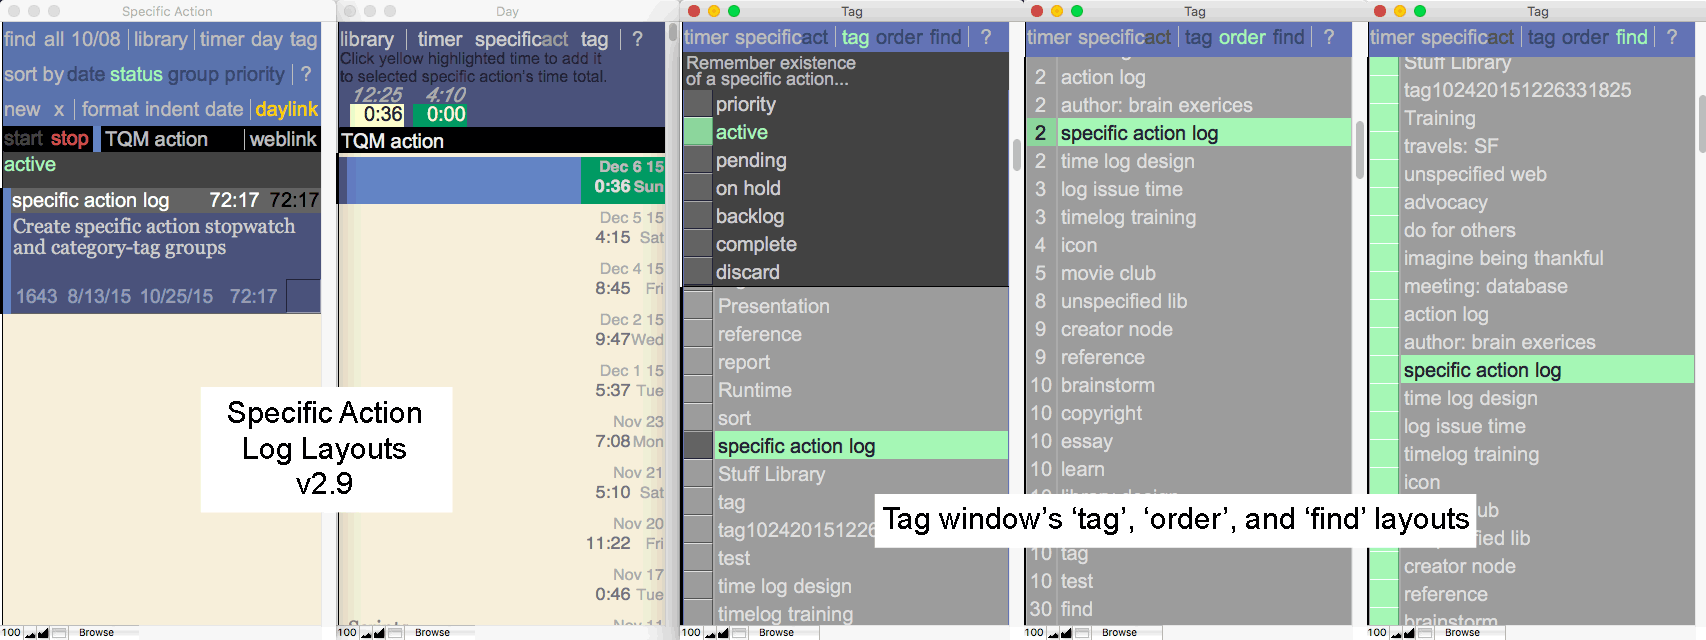 Specific Action
find all 10/08 library timer day tag
sort by date status group priority ?
new x format indent date daylink
start stop TQM action weblink
active
specific action log 72:17 72:17
Create specific action stopwatch
and category-tag groups
1643 8/13/15 10/25/15 72:17
Specific Action
Log Layouts
v2.9
100 Browse
Day
library timer specificact tag ?
Click yellow highlighted time to add it
to selected specific action's time total.
12:25 4:10
0:36 0:00
TQM action
Dec 6 15
0:36 Sun
Dec 5 15
4:15 Sat
Dec 4 15
8:45 Fri
Dec 2 15
9:47 Wed
Dec 1 15
5:37 Tue
Nov 23
7:08 Mon
Nov 21
5:10 Sat
Nov 20
11:22 Fri
Nov 17
0:46 Tue
Nov 11
100 Browse
Tag
timer specificact tag order find ?
Remember existence
of a specific action...
priority
active
pending
on hold
backlog
complete
discard
Presentation
reference
report
Runtime
sort
specific action log
Stuff Library
tag
tag102420151226
test
time log design
timelog training
100 Browse
Tag
timer specificact tag order find ?
2 action log
2 author: brain exerices
2 specific action log
2 time log design
3 log issue time
3 timelog training
4 icon
5 movie club
8 unspecified lib
9 creator node
9 reference
10 brainstorm
10 copyright
10 essay
10 learn
10 library design
Tag window's 'tag', 'order', and 'find' layouts
10 tag
10 test
30 find
100 Browse
Tag
timer specificact tag order find ?
Stuff Library
tag102420151226331825
Training
travels: SF
unspecified web
advocacy
do for others
imagine being thankful
meeting: database
action log
author: brain exerices
specific action log
time log design
log issue time
timelog training
icon
ub
ified lib
creator node
reference
brainstorm
100 Browse